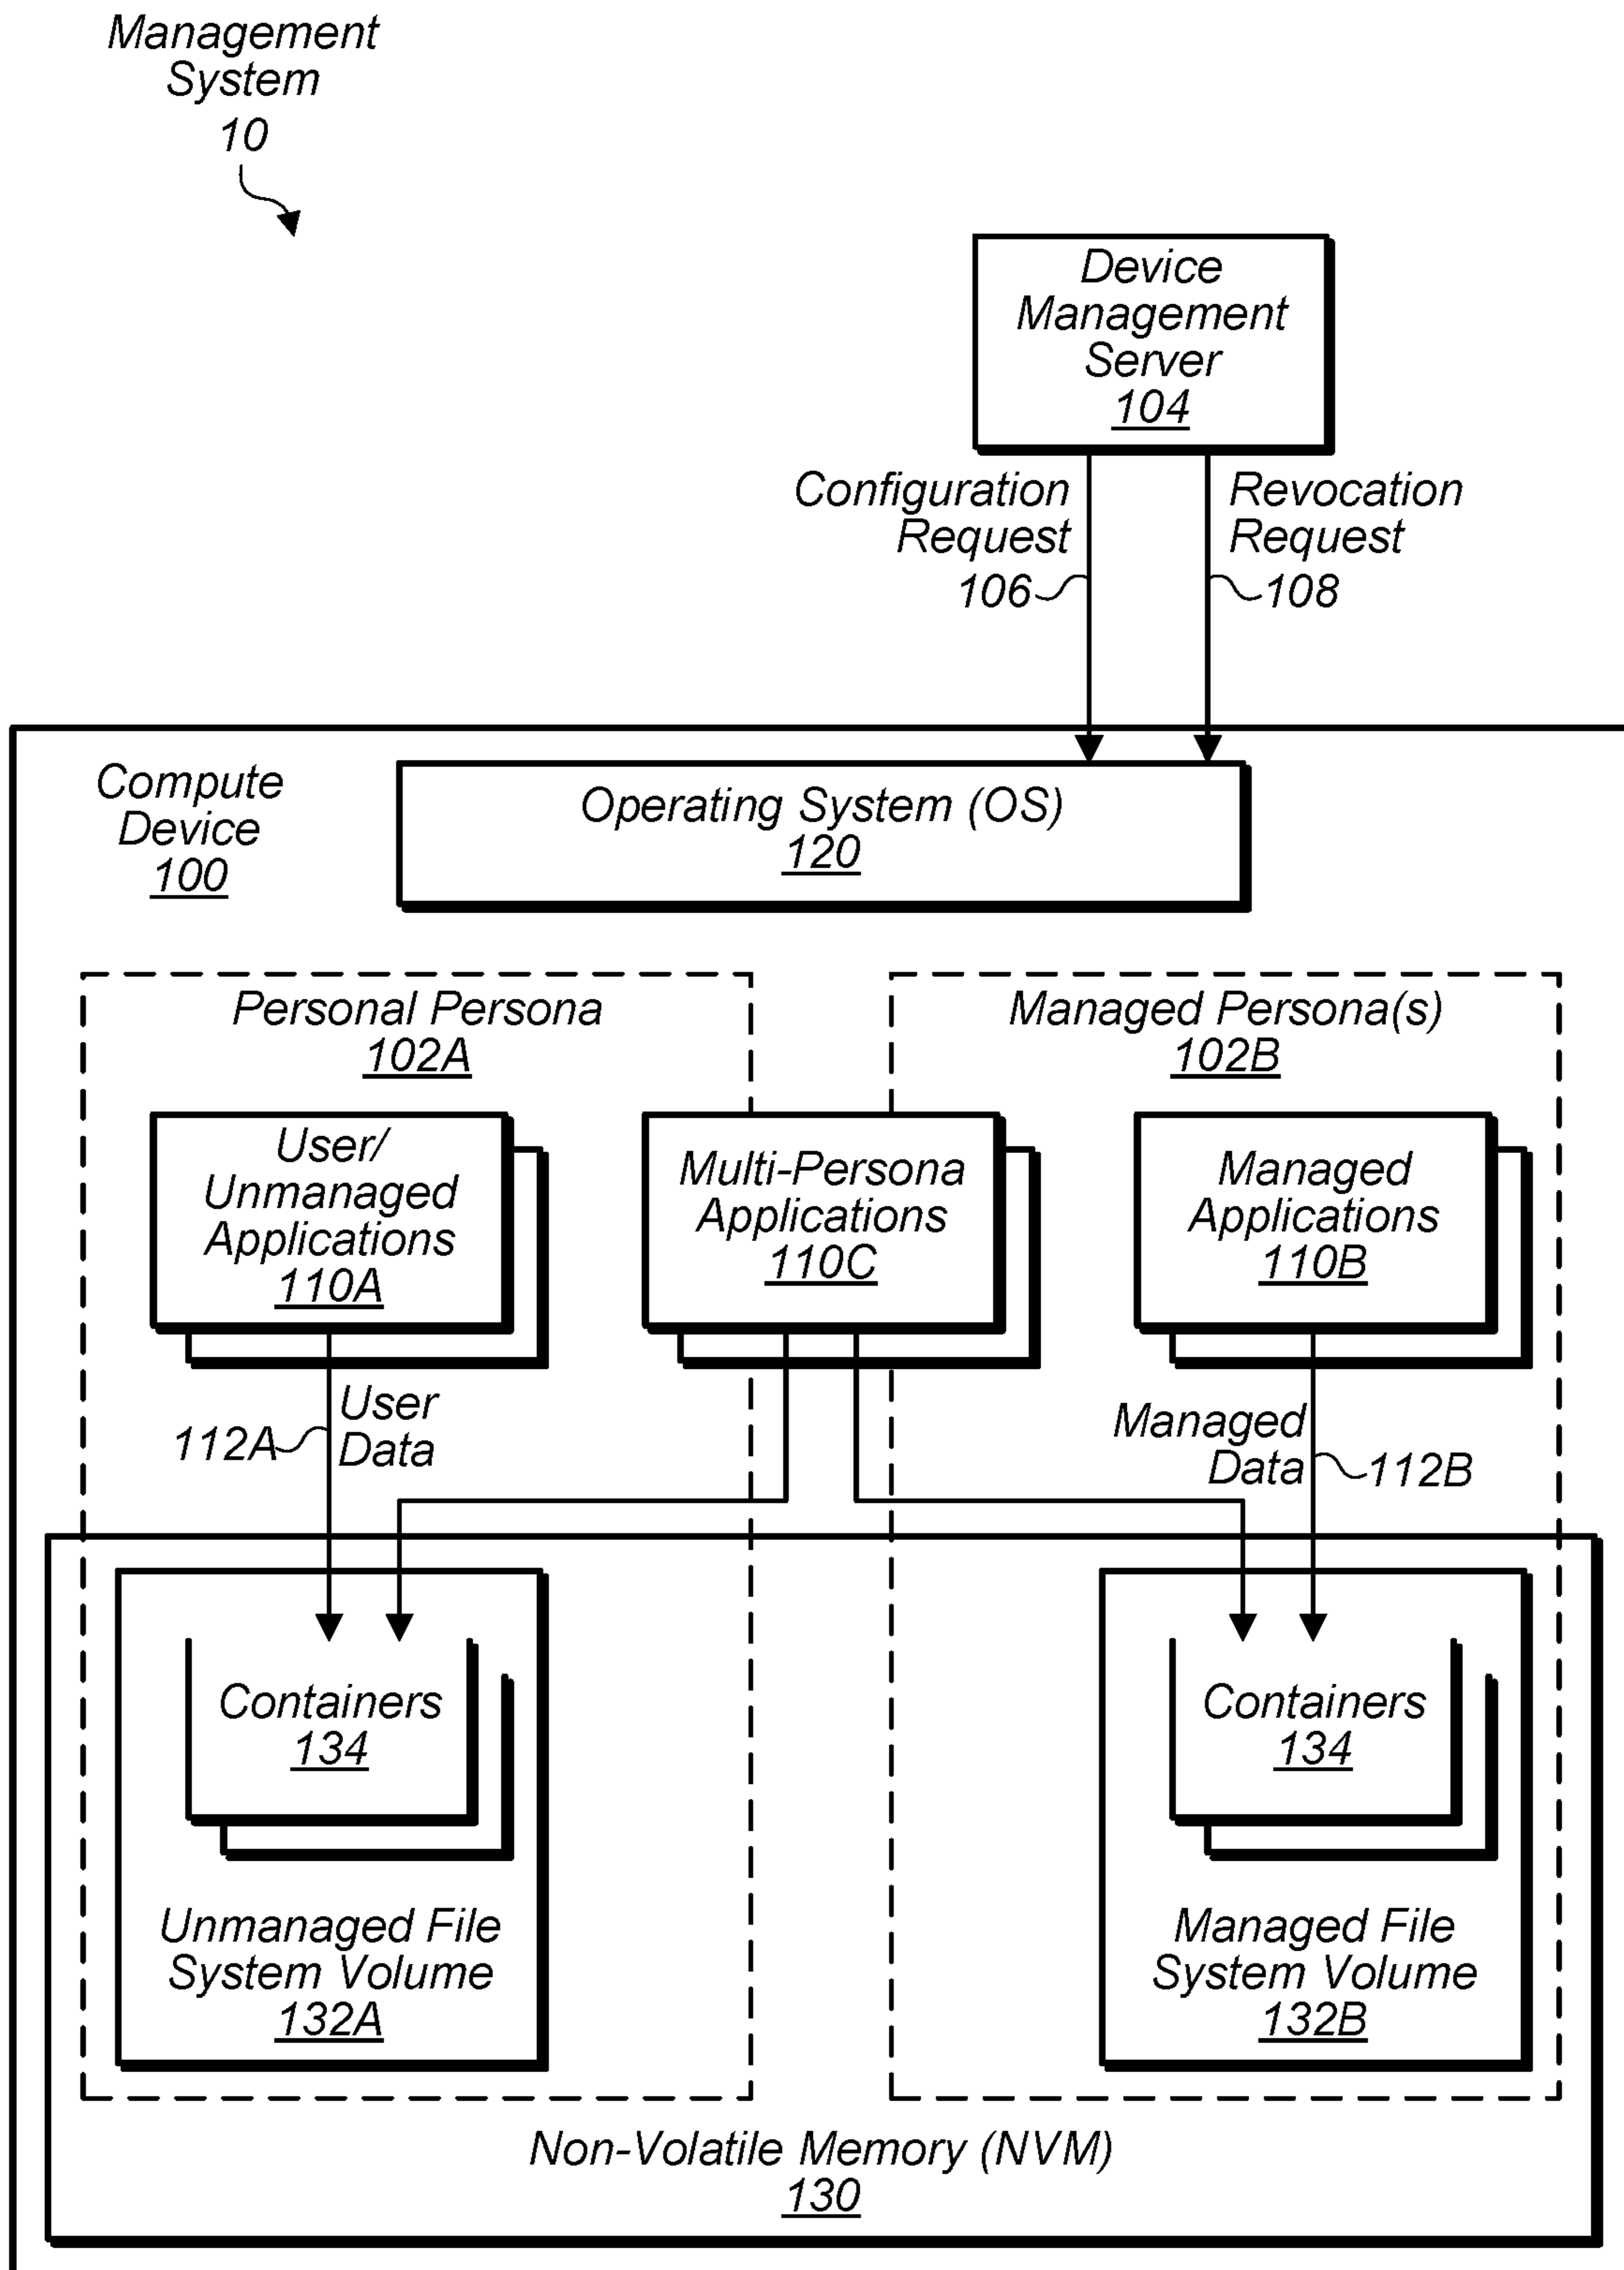 Management
System
10
Device
Management
Server
104
Configuration
Request
106
Revocation
Request
108
Compute
Device
100
Operating System (OS)
120
Personal Persona
102A
Managed Persona(s)
102B
User/
Unmanaged
Applications
110A
Multi-Persona
Applications
110C
Managed
Applications
110B
112A
User
Data
Managed
Data
112B
Containers
134
Unmanaged File
System Volume
132A
Containers
134
Managed File
System Volume
132B
Non-Volatile Memory (NVM)
130